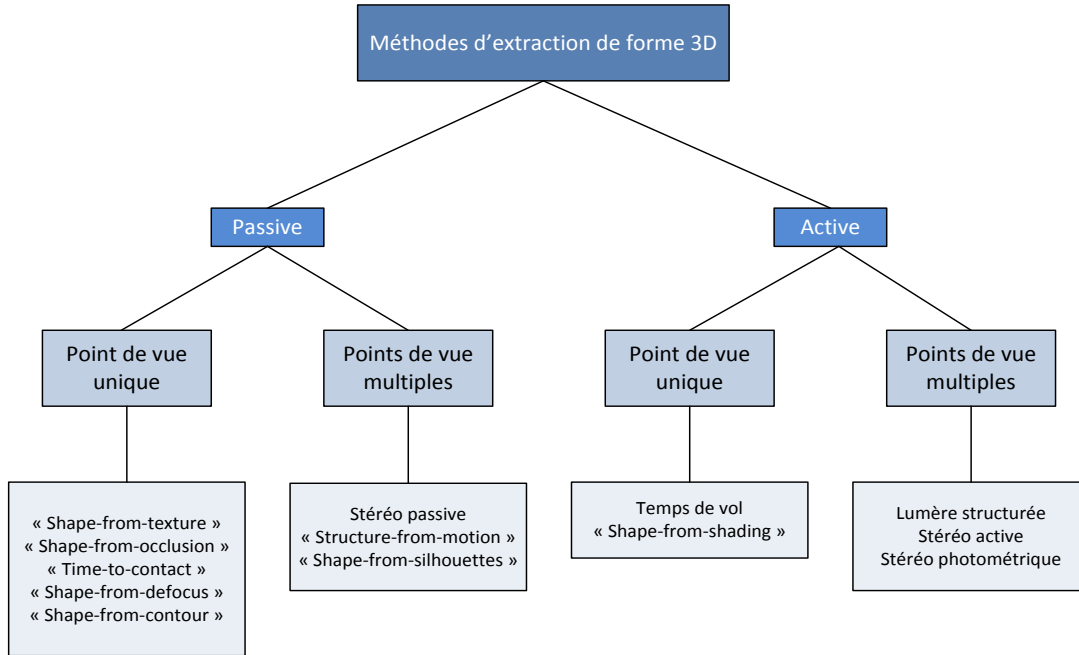 Méthodes d’extraction de forme 3D
Passive
Active
Point de vue
unique
Points de vue
multiples
Point de vue
unique
Points de vue
multiples
« Shape-from-texture »
« Shape-from-occlusion »
« Time-to-contact »
« Shape-from-defocus »
« Shape-from-contour »
Stéréo passive
« Structure-from-motion »
« Shape-from-silhouettes »
Temps de vol
« Shape-from-shading »
Lumère structurée
Stéréo active
Stéréo photométrique